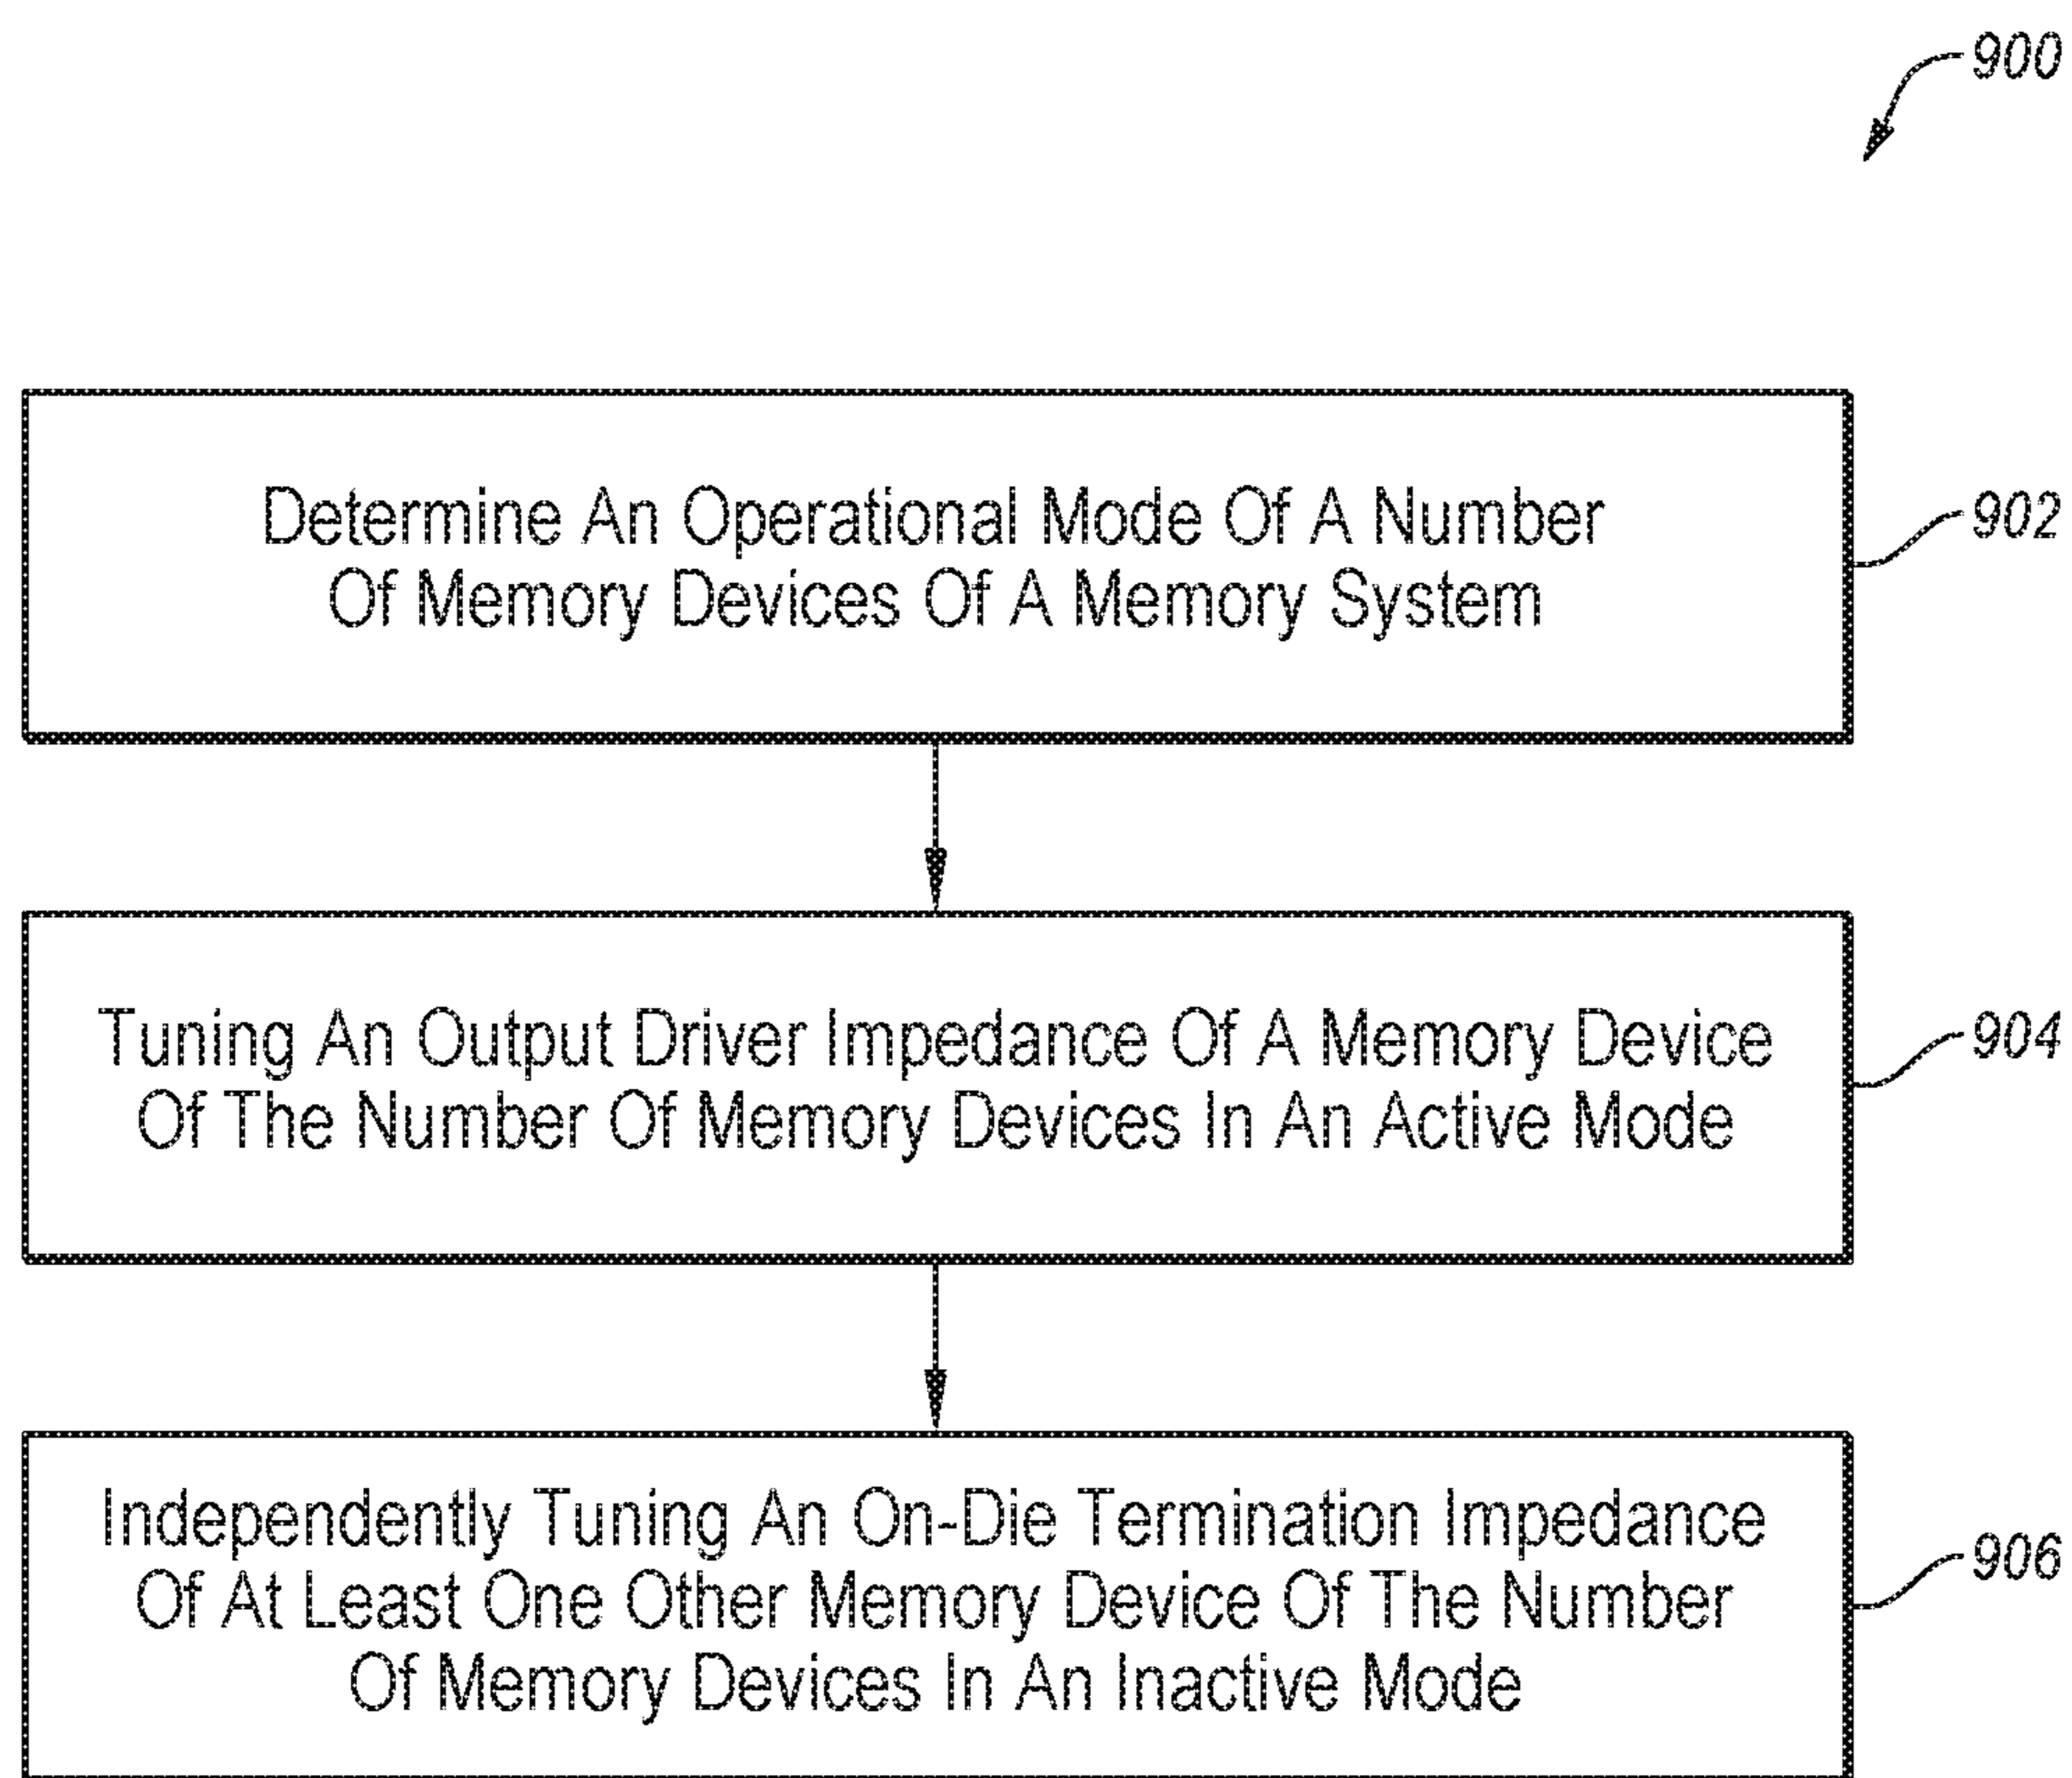 900
Determine An Operational Mode Of A Number
Of Memory Devices Of A Memory System
902
Tuning An Output Driver Impedance Of A Memory Device
Of The Number Of Memory Devices In An Active Mode
904
Independently Tuning An On-Die Termination Impedance
Of At Least One Other Memory Device Of The Number
Of Memory Devices In An Inactive Mode
906